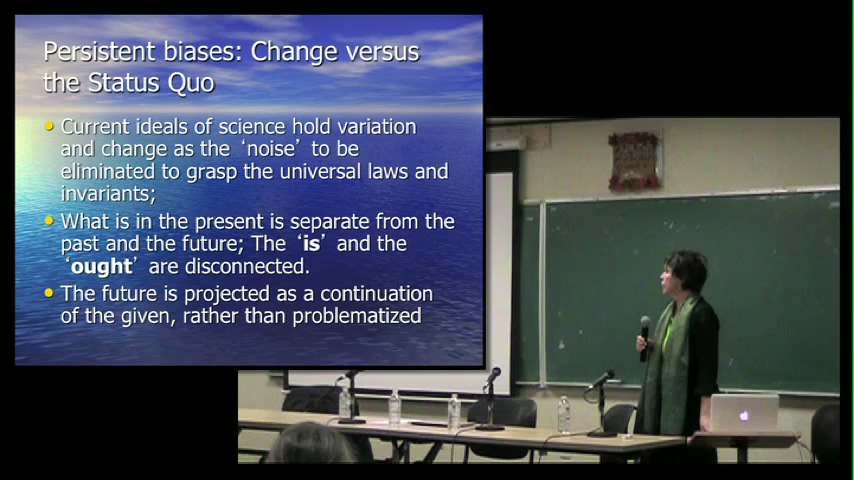 Persistent biases: Change versus
the Status Quo
• Current ideals of science hold variation
and change as the ‘noise’ to be
eliminated to grasp the universal laws and
invariants;
• What is in the present is separate from the
past and the future; The ‘is’ and the
‘ought’ are disconnected.
• The future is projected as a continuation
of the given, rather than problematized